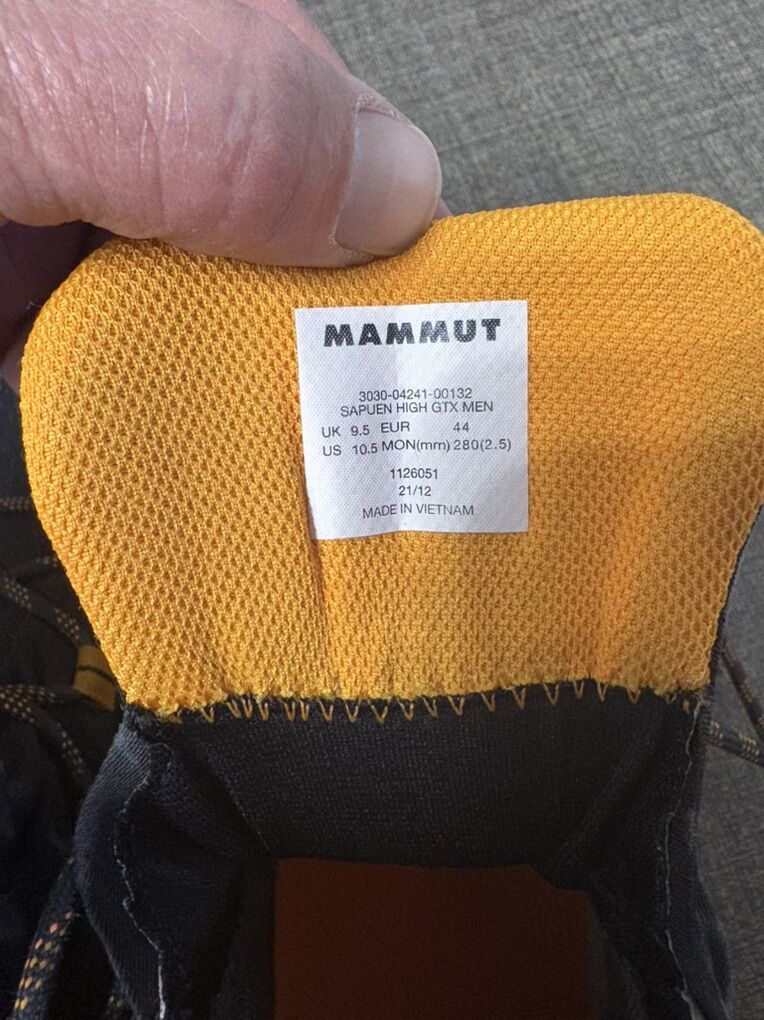 MAMMUT
3030-04241-00132
SAPUEN HIGH GTX MEN
UK 9.5 EUR 44
US 10.5 MON(mm) 280(2.5)
1126051
21/12
MADE IN VIETNAM